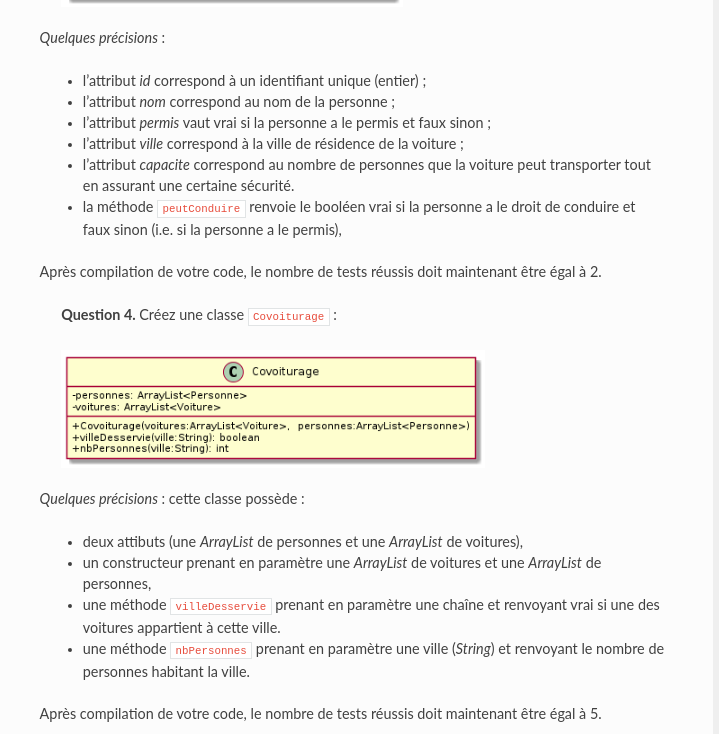 Quelques précisions :
l'attribut id correspond à un identifiant unique (entier) ;
l'attribut nom correspond au nom de la personne ;
l'attribut permis vaut vrai si la personne a le permis et faux sinon ;
l'attribut ville correspond à la ville de résidence de la voiture ;
l'attribut capacite correspond au nombre de personnes que la voiture peut transporter tout
en assurant une certaine sécurité.
la méthode peutConduire renvoie le booléen vrai si la personne a le droit de conduire et
faux sinon (i.e. si la personne a le permis),
Après compilation de votre code, le nombre de tests réussis doit maintenant être égal à 2.
Question 4. Créez une classe Covoiturage :
C Covoiturage
-personnes: ArrayList<Personne>
-voitures: ArrayList<Voiture>
+Covoiturage(voitures:ArrayList<Voiture>, personnes:ArrayList<Personne>)
+villeDesservie(ville:String): boolean
+nbPersonnes(ville:String): int
Quelques précisions : cette classe possède :
deux attibuts (une ArrayList de personnes et une ArrayList de voitures),
un constructeur prenant en paramètre une ArrayList de voitures et une ArrayList de
personnes,
une méthode villeDesservie prenant en paramètre une chaîne et renvoyant vrai si une des
voitures appartient à cette ville.
une méthode nbPersonnes prenant en paramètre une ville (String) et renvoyant le nombre de
personnes habitant la ville.
Après compilation de votre code, le nombre de tests réussis doit maintenant être égal à 5.